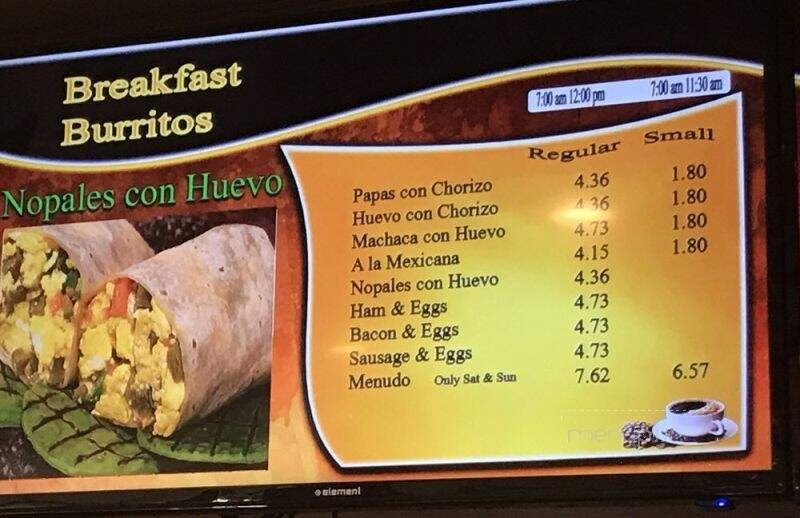 Breakfast
Burritos
7:00 am 12:00 pm 7:00 am 11:30 am
Nopales con Huevo
Regular Small
Papas con Chorizo 4.36 1.80
Huevo con Chorizo 4.36 1.80
Machaca con Huevo 4.73 1.80
A la Mexicana 4.15 1.80
Nopales con Huevo 4.36
Ham & Eggs 4.73
Bacon & Eggs 4.73
Sausage & Eggs 4.73
Menudo Only Sat & Sun 7.62 6.57
element